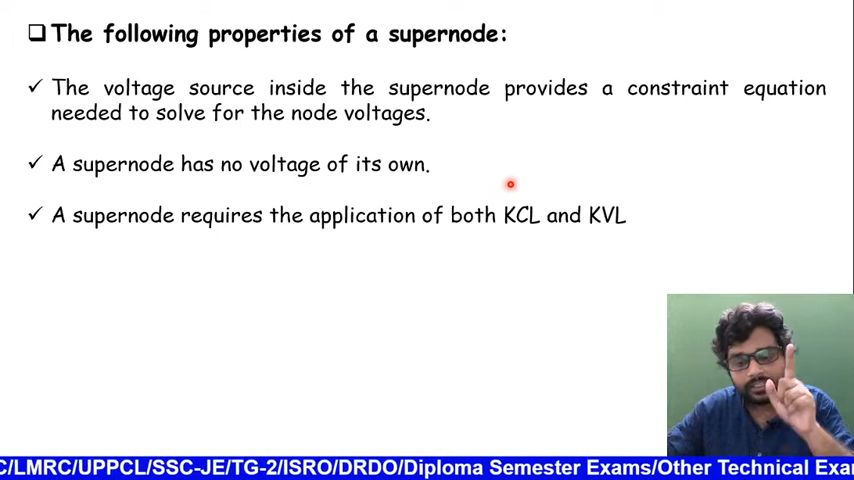 ❑ The following properties of a supernode:
✓ The voltage source inside the supernode provides a constraint equation
needed to solve for the node voltages.
✓ A supernode has no voltage of its own.
✓ A supernode requires the application of both KCL and KVL
C/LMRC/UPPCL/SSC-JE/TG-2/ISRO/DRDO/Diploma Semester Exams/Other Technical Exa